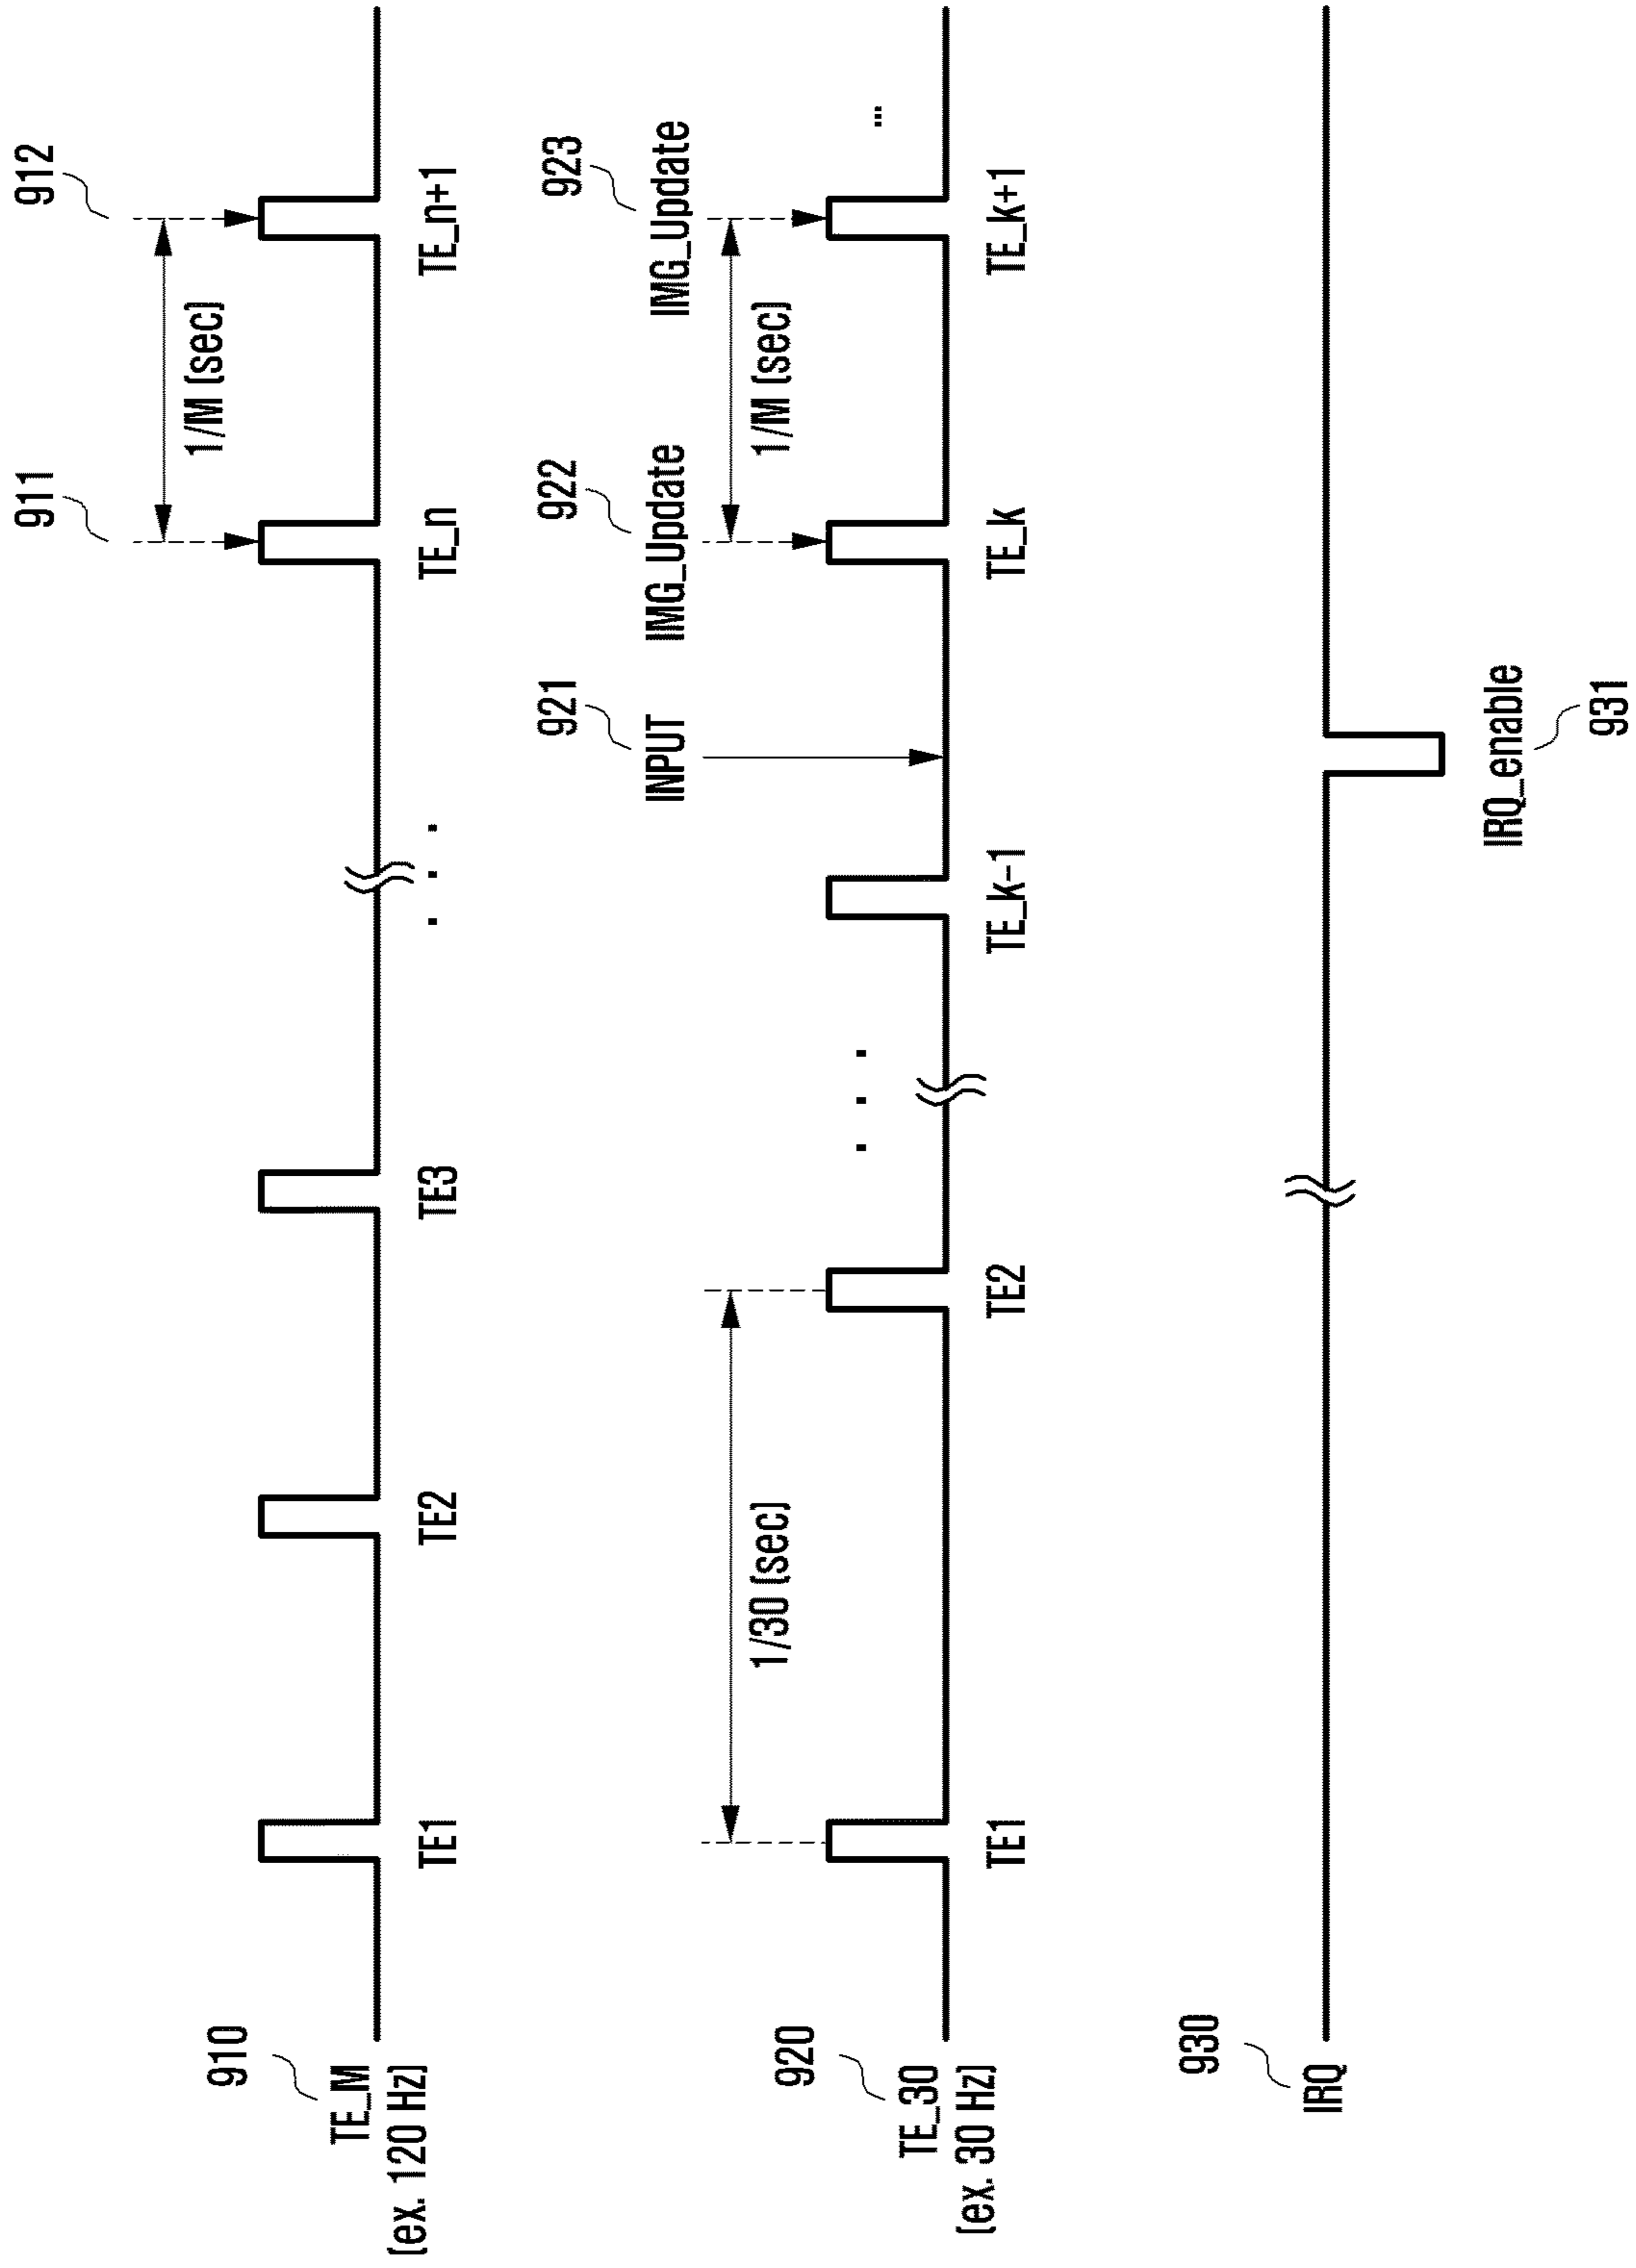 911
912
1/M (sec)
910
TE_M
(ex. 120 Hz)
TE1
TE2
TE3
. . .
TE_n
TE_n+1
921
922
923
INPUT
IMG_Update
IMG_Update
1/30 (sec)
1/M (sec)
. . .
...
920
TE_30
(ex. 30 Hz)
TE1
TE2
TE_k-1
TE_k
TE_k+1
930
IRQ
IRQ_enable
931